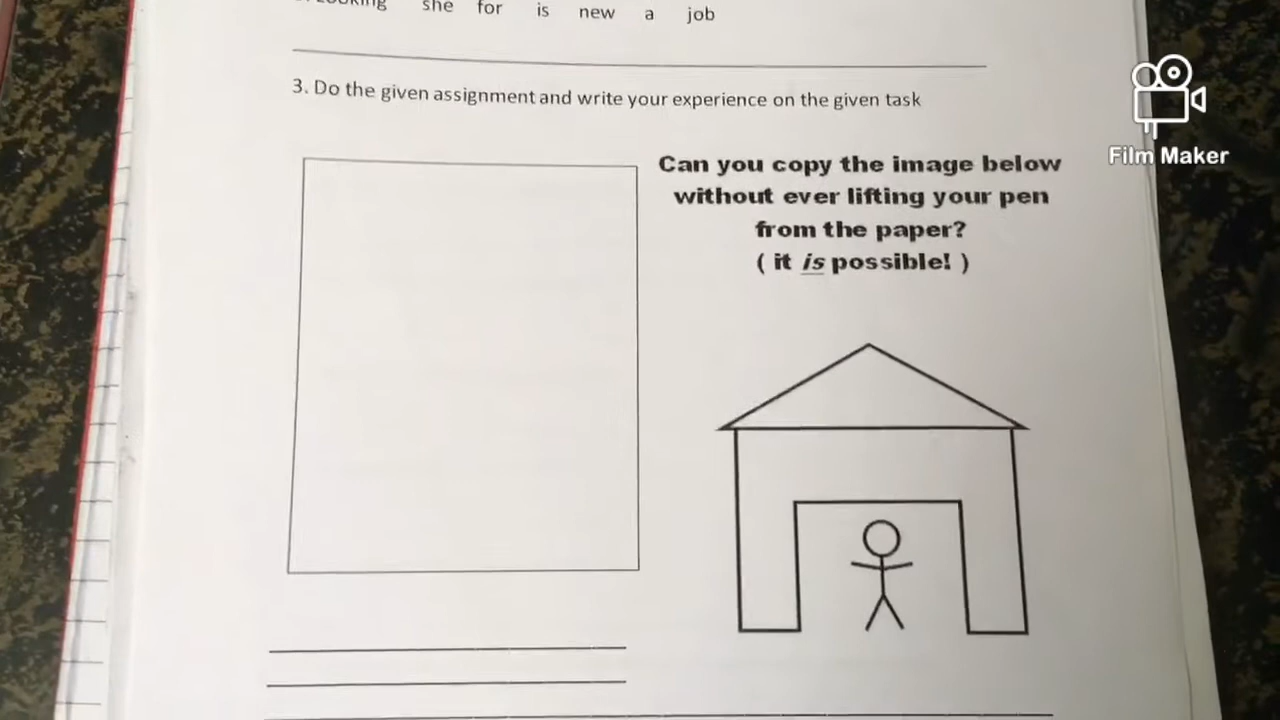 she for is new a job
3. Do the given assignment and write your experience on the given task
Can you copy the image below
without ever lifting your pen
from the paper?
( it is possible! )
Film Maker